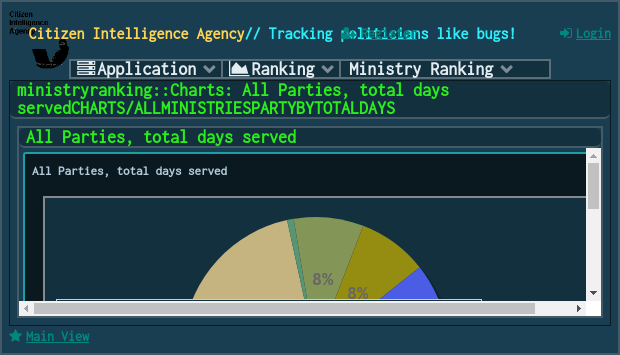 Citizen
Intelligence
Agency
Citizen Intelligence Agency// Tracking politicians like bugs!
Login
Application
Ranking
Ministry Ranking
ministryranking::Charts: All Parties, total days
servedCHARTS/ALLMINISTRIESPARTYBYTOTALDAYS
All Parties, total days served
All Parties, total days served
8%
8%
Main View